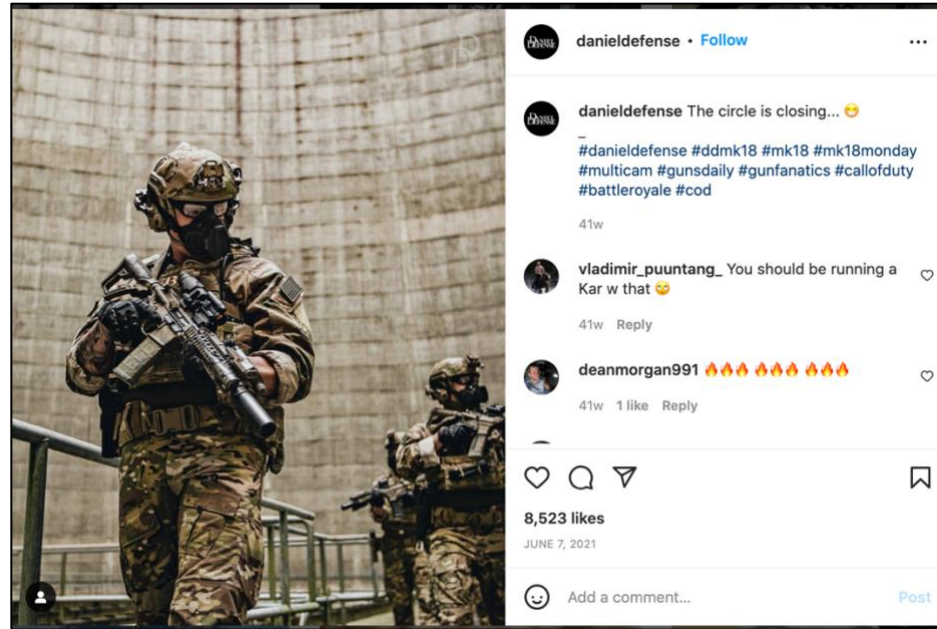 danieldefense • Follow
danieldefense The circle is closing... 😁
_
#danieldefense #ddmk18 #mk18 #mk18monday
#multicam #gunsdaily #gunfanatics #callofduty
#battleroyale #cod
41w
vladimir_puuntang_ You should be running a
Kar w that 🙄
41w Reply
deanmorgan991 🔥🔥🔥 🔥🔥🔥 🔥🔥🔥
41w 1 like Reply
8,523 likes
JUNE 7, 2021
Add a comment... Post